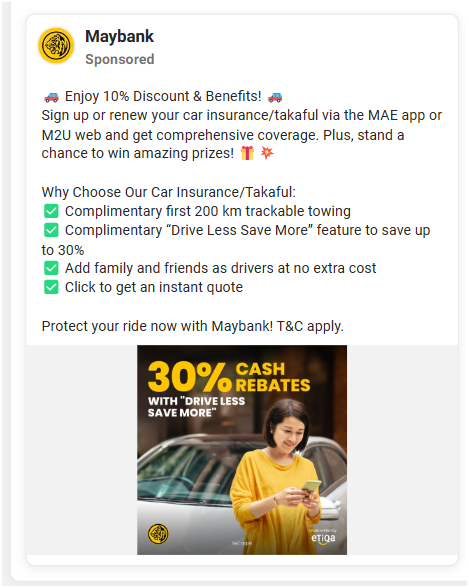 Maybank
Sponsored
🚗 Enjoy 10% Discount & Benefits! 🚗
Sign up or renew your car insurance/takaful via the MAE app or
M2U web and get comprehensive coverage. Plus, stand a
chance to win amazing prizes! 🎁 💥
Why Choose Our Car Insurance/Takaful:
✅ Complimentary first 200 km trackable towing
✅ Complimentary “Drive Less Save More” feature to save up
to 30%
✅ Add family and friends as drivers at no extra cost
✅ Click to get an instant quote
Protect your ride now with Maybank! T&C apply.
30% CASH
REBATES
WITH "DRIVE LESS
SAVE MORE"
etiqa